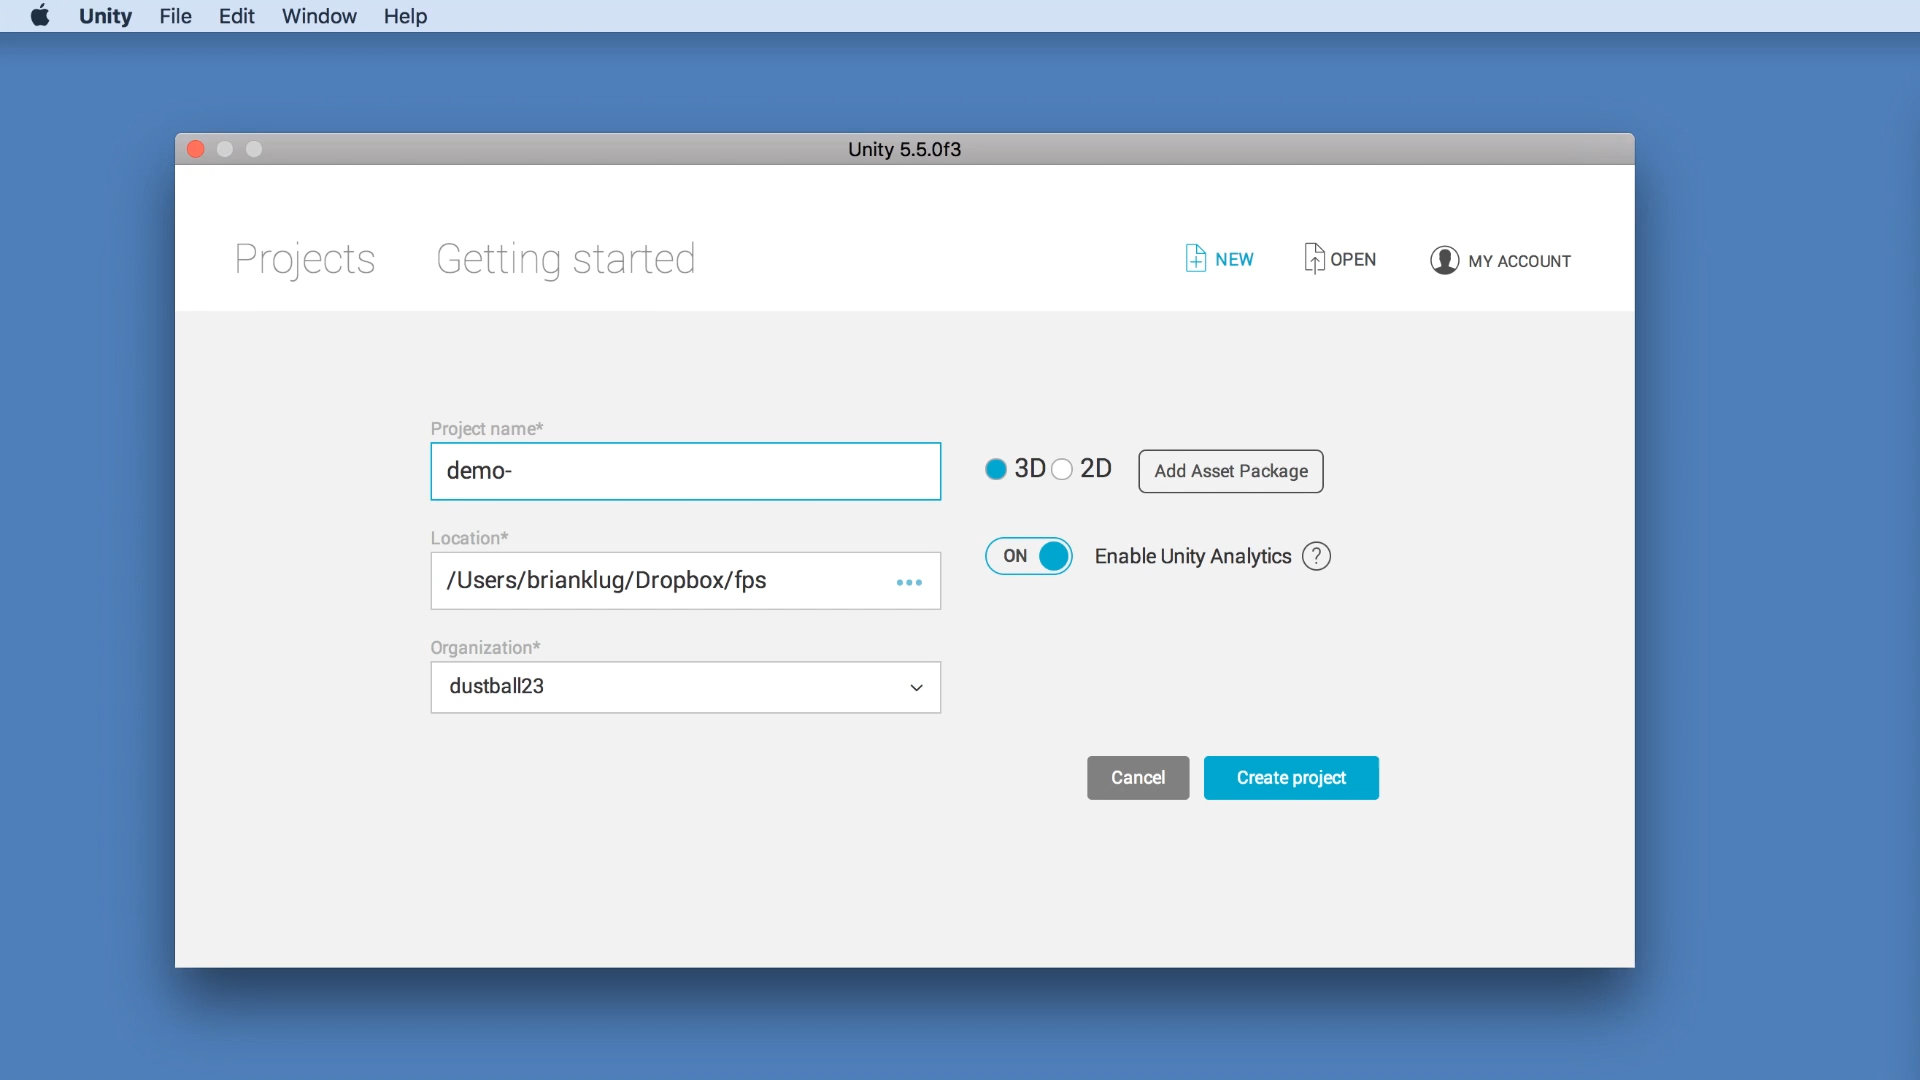 Unity File Edit Window Help
Unity 5.5.0f3
Projects Getting started NEW OPEN MY ACCOUNT
Project name*
demo- 3D 2D Add Asset Package
Location*
/Users/brianklug/Dropbox/fps ... ON Enable Unity Analytics ?
Organization*
dustball23
Cancel Create project